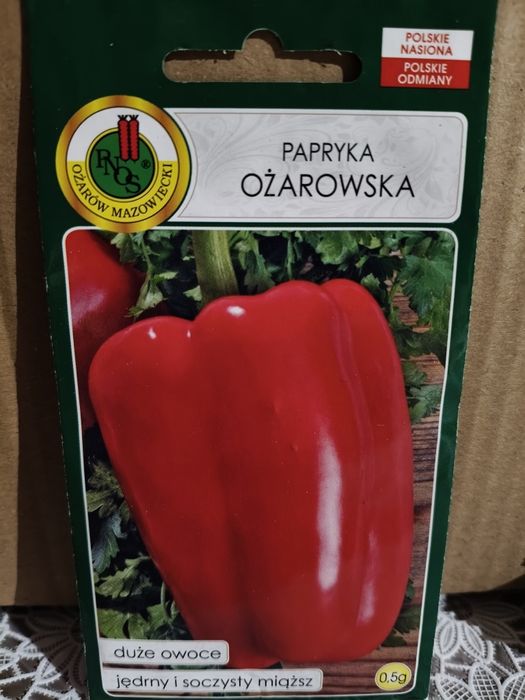 POLSKIE
NASIONA
POLSKIE
ODMIANY
PNOS®
OŻARÓW MAZOWIECKI
PAPRYKA
OŻAROWSKA
duże owoce
jędrny i soczysty miąższ
0,5g